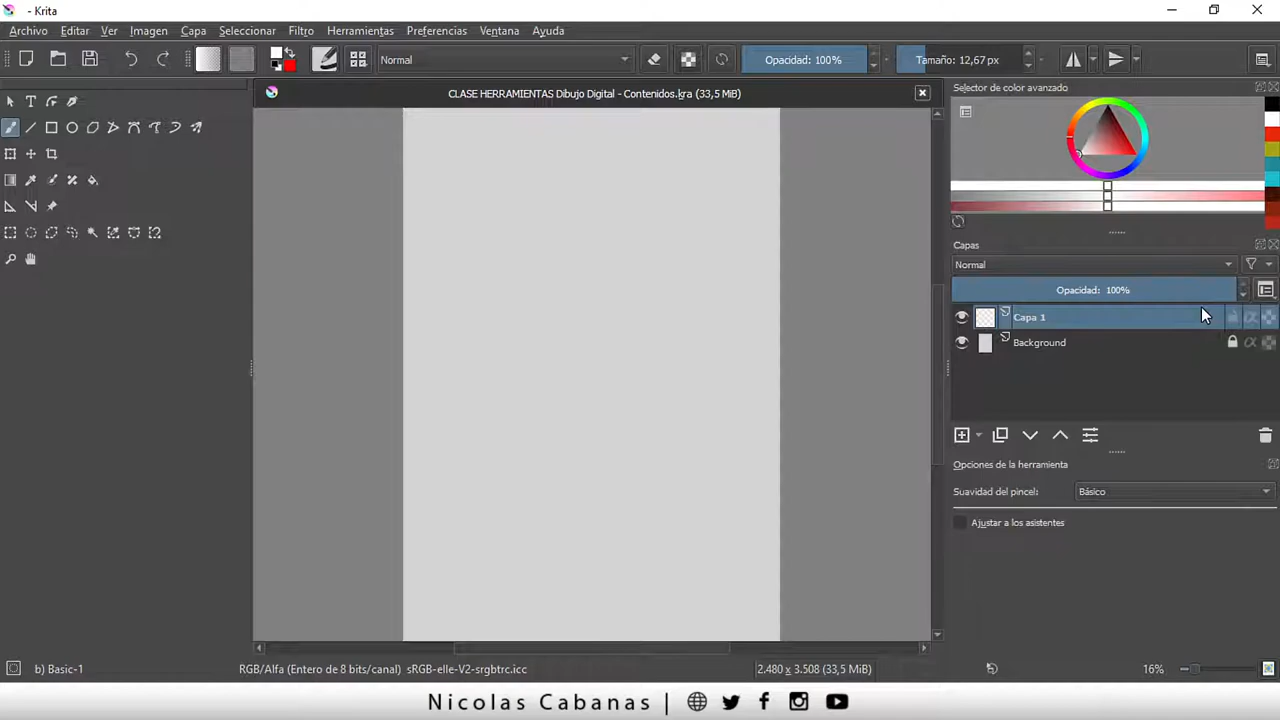 - Krita
Archivo Editar Ver Imagen Capa Seleccionar Filtro Herramientas Preferencias Ventana Ayuda
Normal Opacidad: 100% Tamaño: 12,67 px
CLASE HERRAMIENTAS Dibujo Digital - Contenidos.kra (33,5 MiB)
Selector de color avanzado
Capas
Normal
Opacidad: 100%
Capa 1
Background
Opciones de la herramienta
Suavidad del pincel: Básico
Ajustar a los asistentes
b) Basic-1 RGB/Alfa (Entero de 8 bits/canal) sRGB-elle-V2-srgbtrc.icc 2.480 x 3.508 (33,5 MiB) 16%
Nicolas Cabanas |